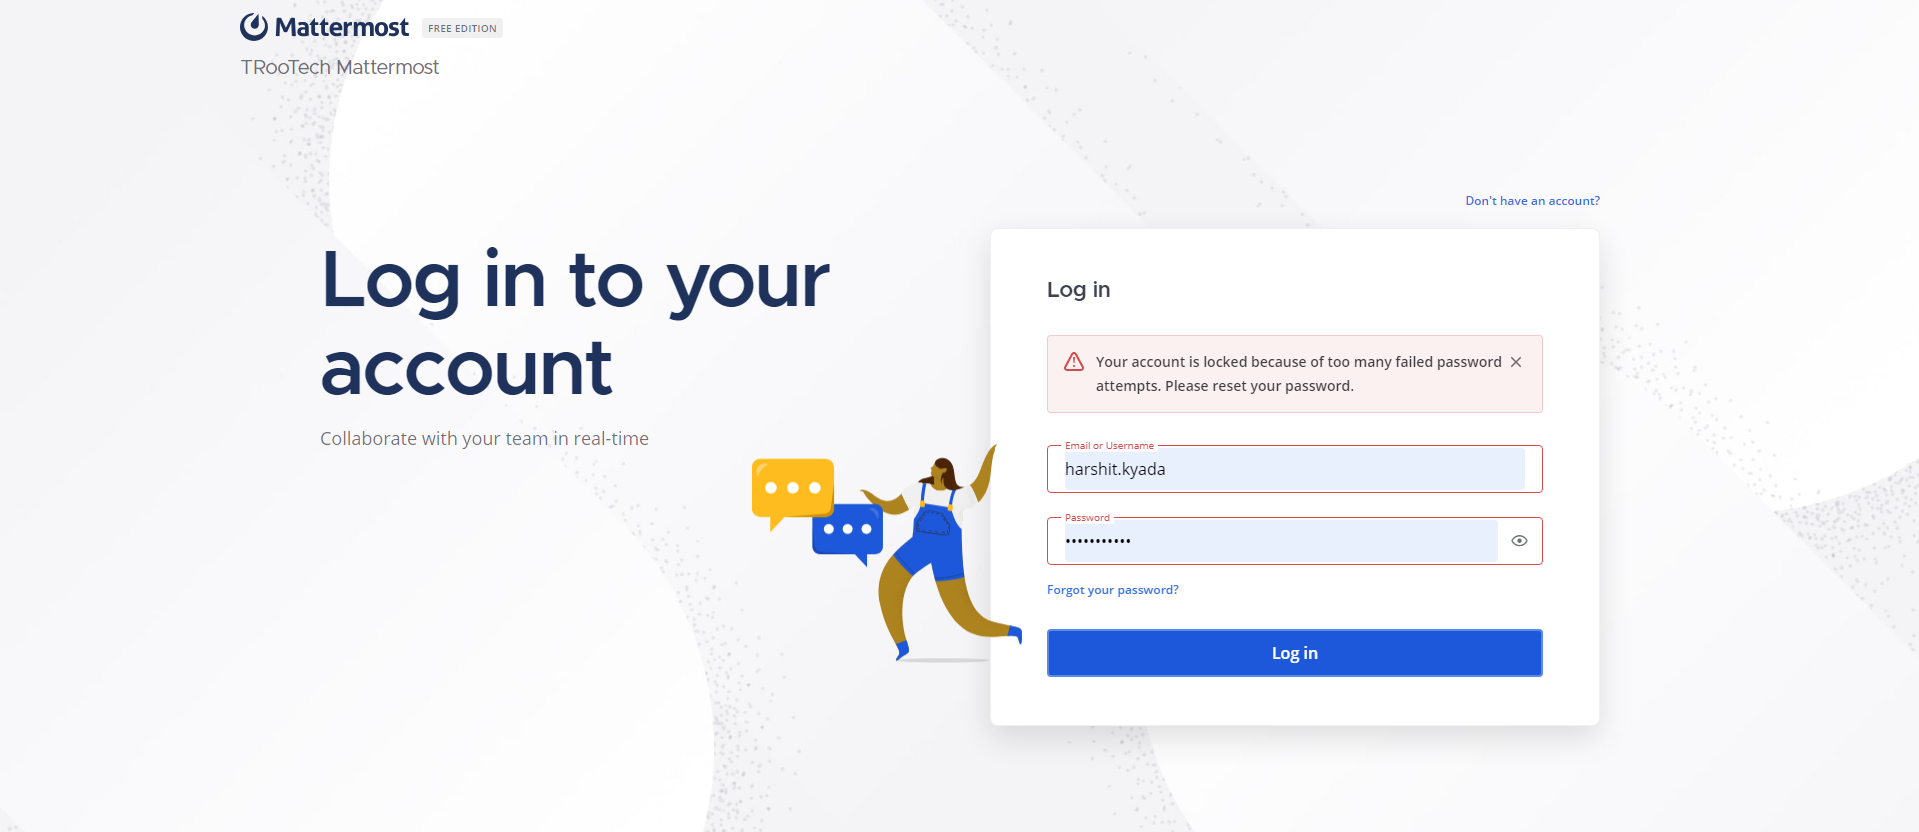 Mattermost FREE EDITION
TRooTech Mattermost
Don't have an account?
Log in to your
account
Collaborate with your team in real-time
Log in
Your account is locked because of too many failed password
attempts. Please reset your password.
Email or Username
harshit.kyada
Password
•••••••••••
Forgot your password?
Log in